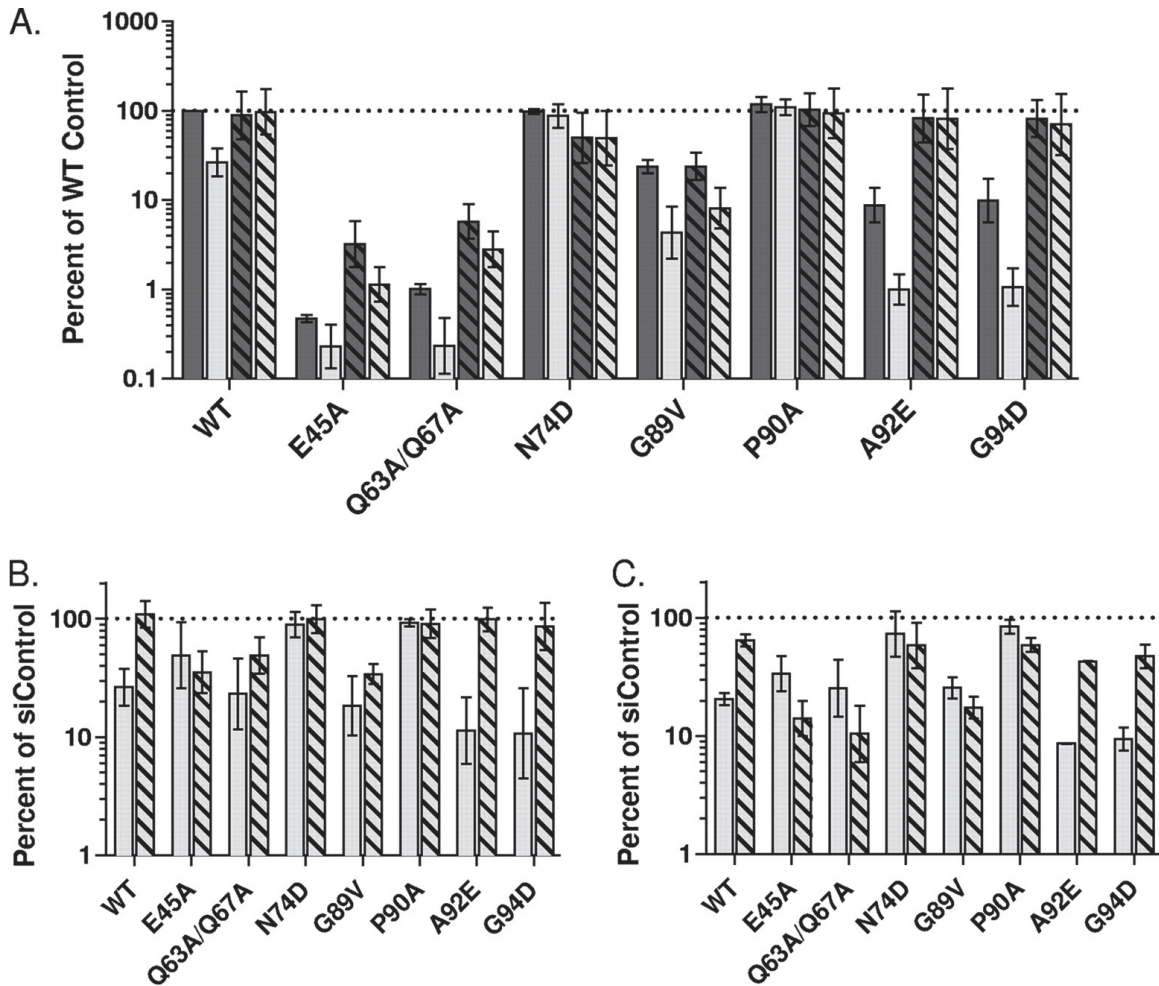 A.
Percent of WT Control
1000
100
10
1
0.1
WT
E45A
Q63A/Q67A
N74D
G89V
P90A
A92E
G94D
B.
Percent of siControl
100
10
1
WT
E45A
Q63A/Q67A
N74D
G89V
P90A
A92E
G94D
C.
Percent of siControl
100
10
1
WT
E45A
Q63A/Q67A
N74D
G89V
P90A
A92E
G94D